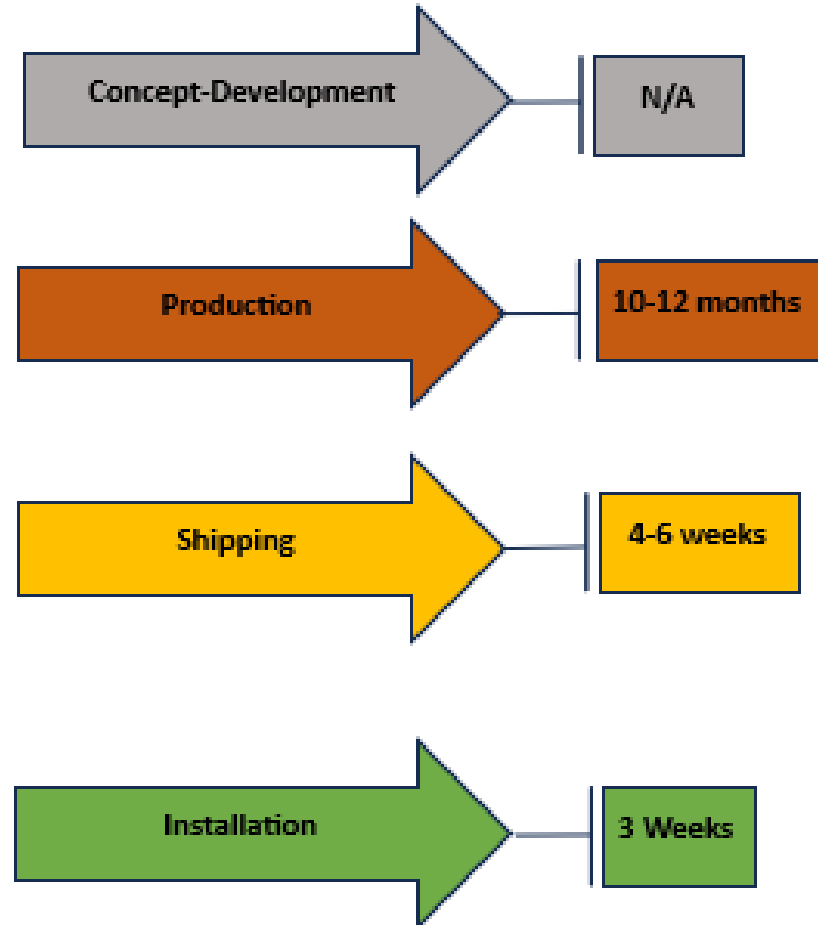 Concept-Development
N/A
Production
10-12 months
Shipping
4-6 weeks
Installation
3 Weeks